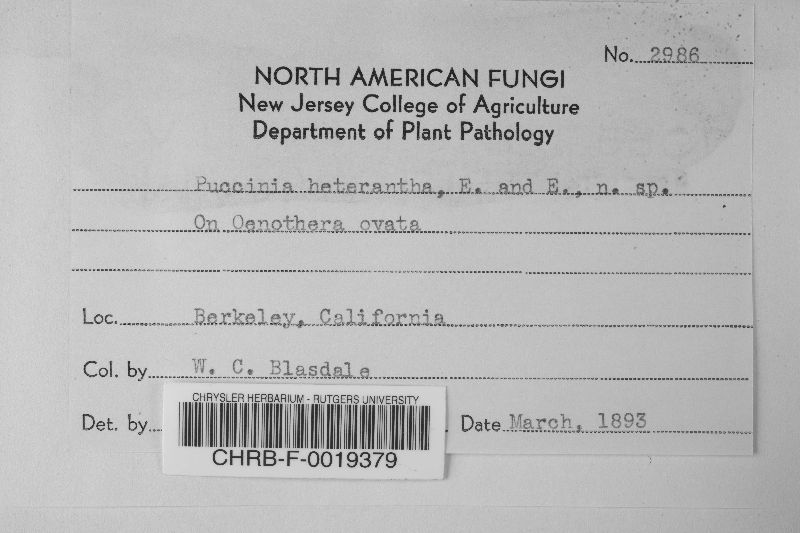 No. 2986
NORTH AMERICAN FUNGI
New Jersey College of Agriculture
Department of Plant Pathology
Puccinia heterantha, E. and E., n. sp.
On Oenothera ovata
Loc. Berkeley, California
Col. by W. C. Blasdale
Det. by
Date March, 1893
CHRYSLER HERBARIUM - RUTGERS UNIVERSITY
CHRB-F-0019379